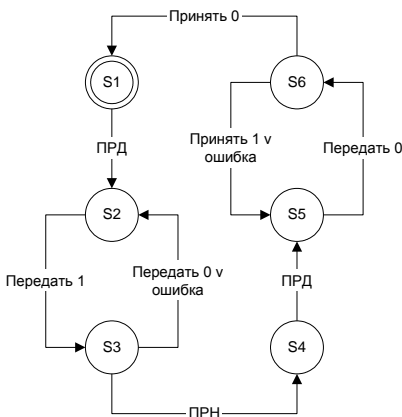 Принять 0
S1
S6
ПРД
Принять 1 v
ошибка
Передать 0
S2
S5
Передать 1
Передать 0 v
ошибка
ПРД
S3
S4
ПРН